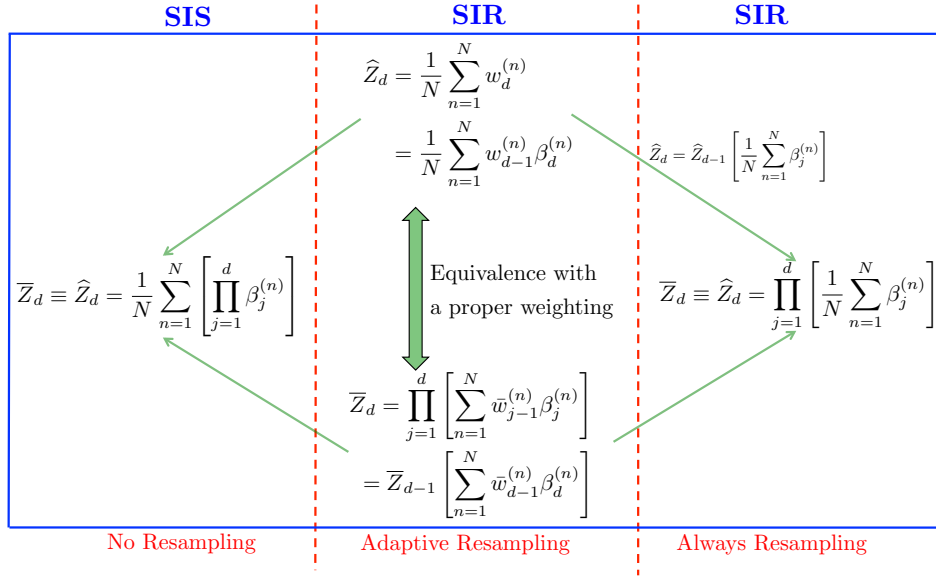 SIS SIR SIR
$\widehat{Z}_d = \frac{1}{N} \sum_{n=1}^{N} w_d^{(n)}$
$= \frac{1}{N} \sum_{n=1}^{N} w_{d-1}^{(n)} \beta_d^{(n)}$
$\widehat{Z}_d = \widehat{Z}_{d-1} \left[ \frac{1}{N} \sum_{n=1}^{N} \beta_j^{(n)} \right]$
$\overline{Z}_d \equiv \widehat{Z}_d = \frac{1}{N} \sum_{n=1}^{N} \left[ \prod_{j=1}^{d} \beta_j^{(n)} \right]$
Equivalence with
a proper weighting
$\overline{Z}_d \equiv \widehat{Z}_d = \prod_{j=1}^{d} \left[ \frac{1}{N} \sum_{n=1}^{N} \beta_j^{(n)} \right]$
$\overline{Z}_d = \prod_{j=1}^{d} \left[ \sum_{n=1}^{N} \bar{w}_{j-1}^{(n)} \beta_j^{(n)} \right]$
$= \overline{Z}_{d-1} \left[ \sum_{n=1}^{N} \bar{w}_{d-1}^{(n)} \beta_d^{(n)} \right]$
No Resampling Adaptive Resampling Always Resampling